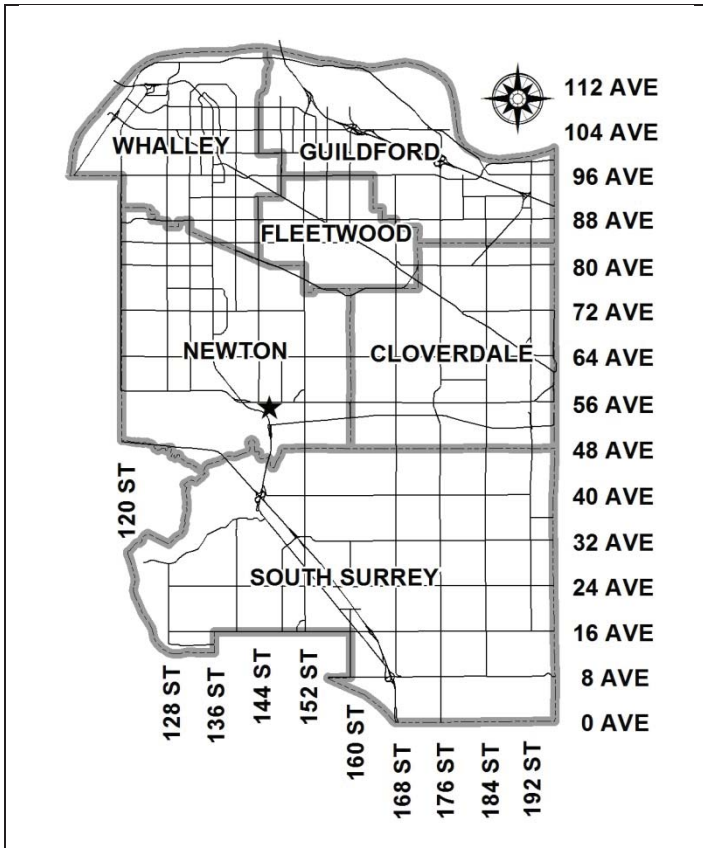 112 AVE
104 AVE
WHALLEY
GUILDFORD
96 AVE
88 AVE
FLEETWOOD
80 AVE
72 AVE
NEWTON
CLOVERDALE
64 AVE
56 AVE
48 AVE
120 ST
40 AVE
32 AVE
SOUTH SURREY
24 AVE
16 AVE
8 AVE
0 AVE
128 ST
136 ST
144 ST
152 ST
160 ST
168 ST
176 ST
184 ST
192 ST